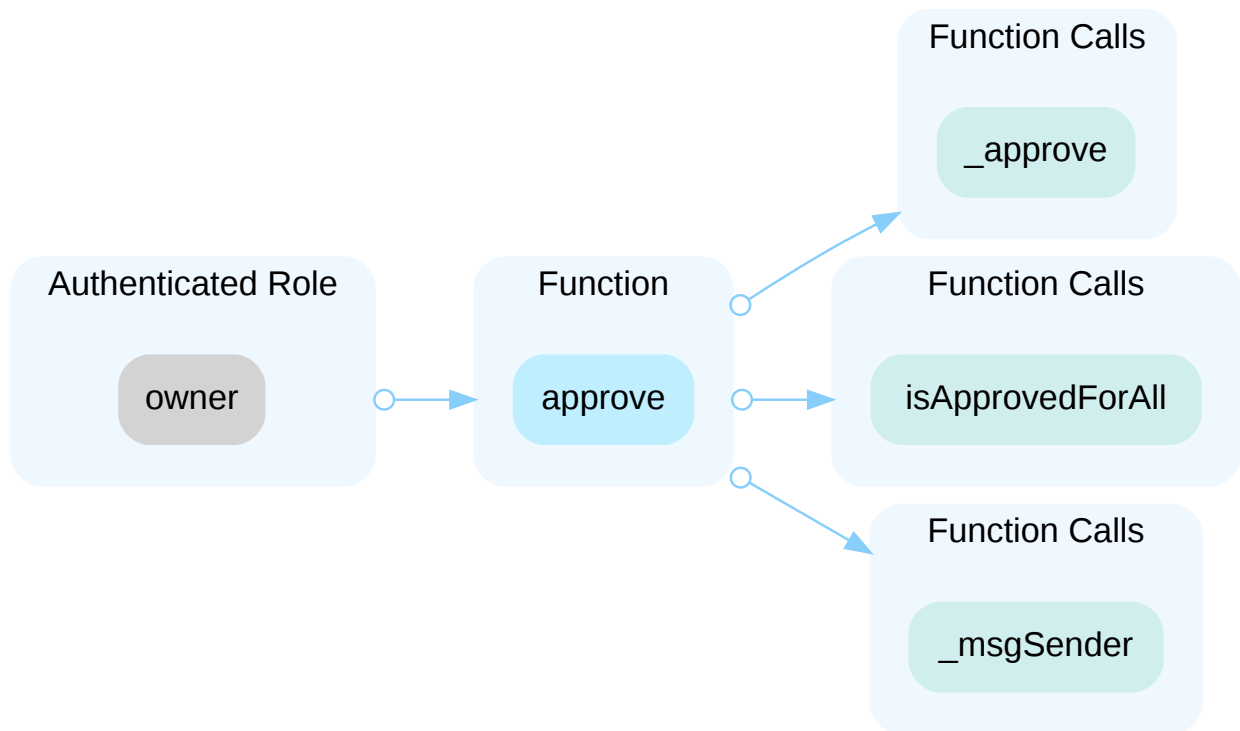 Authenticated Role
owner
Function
approve
Function Calls
_approve
Function Calls
isApprovedForAll
Function Calls
_msgSender